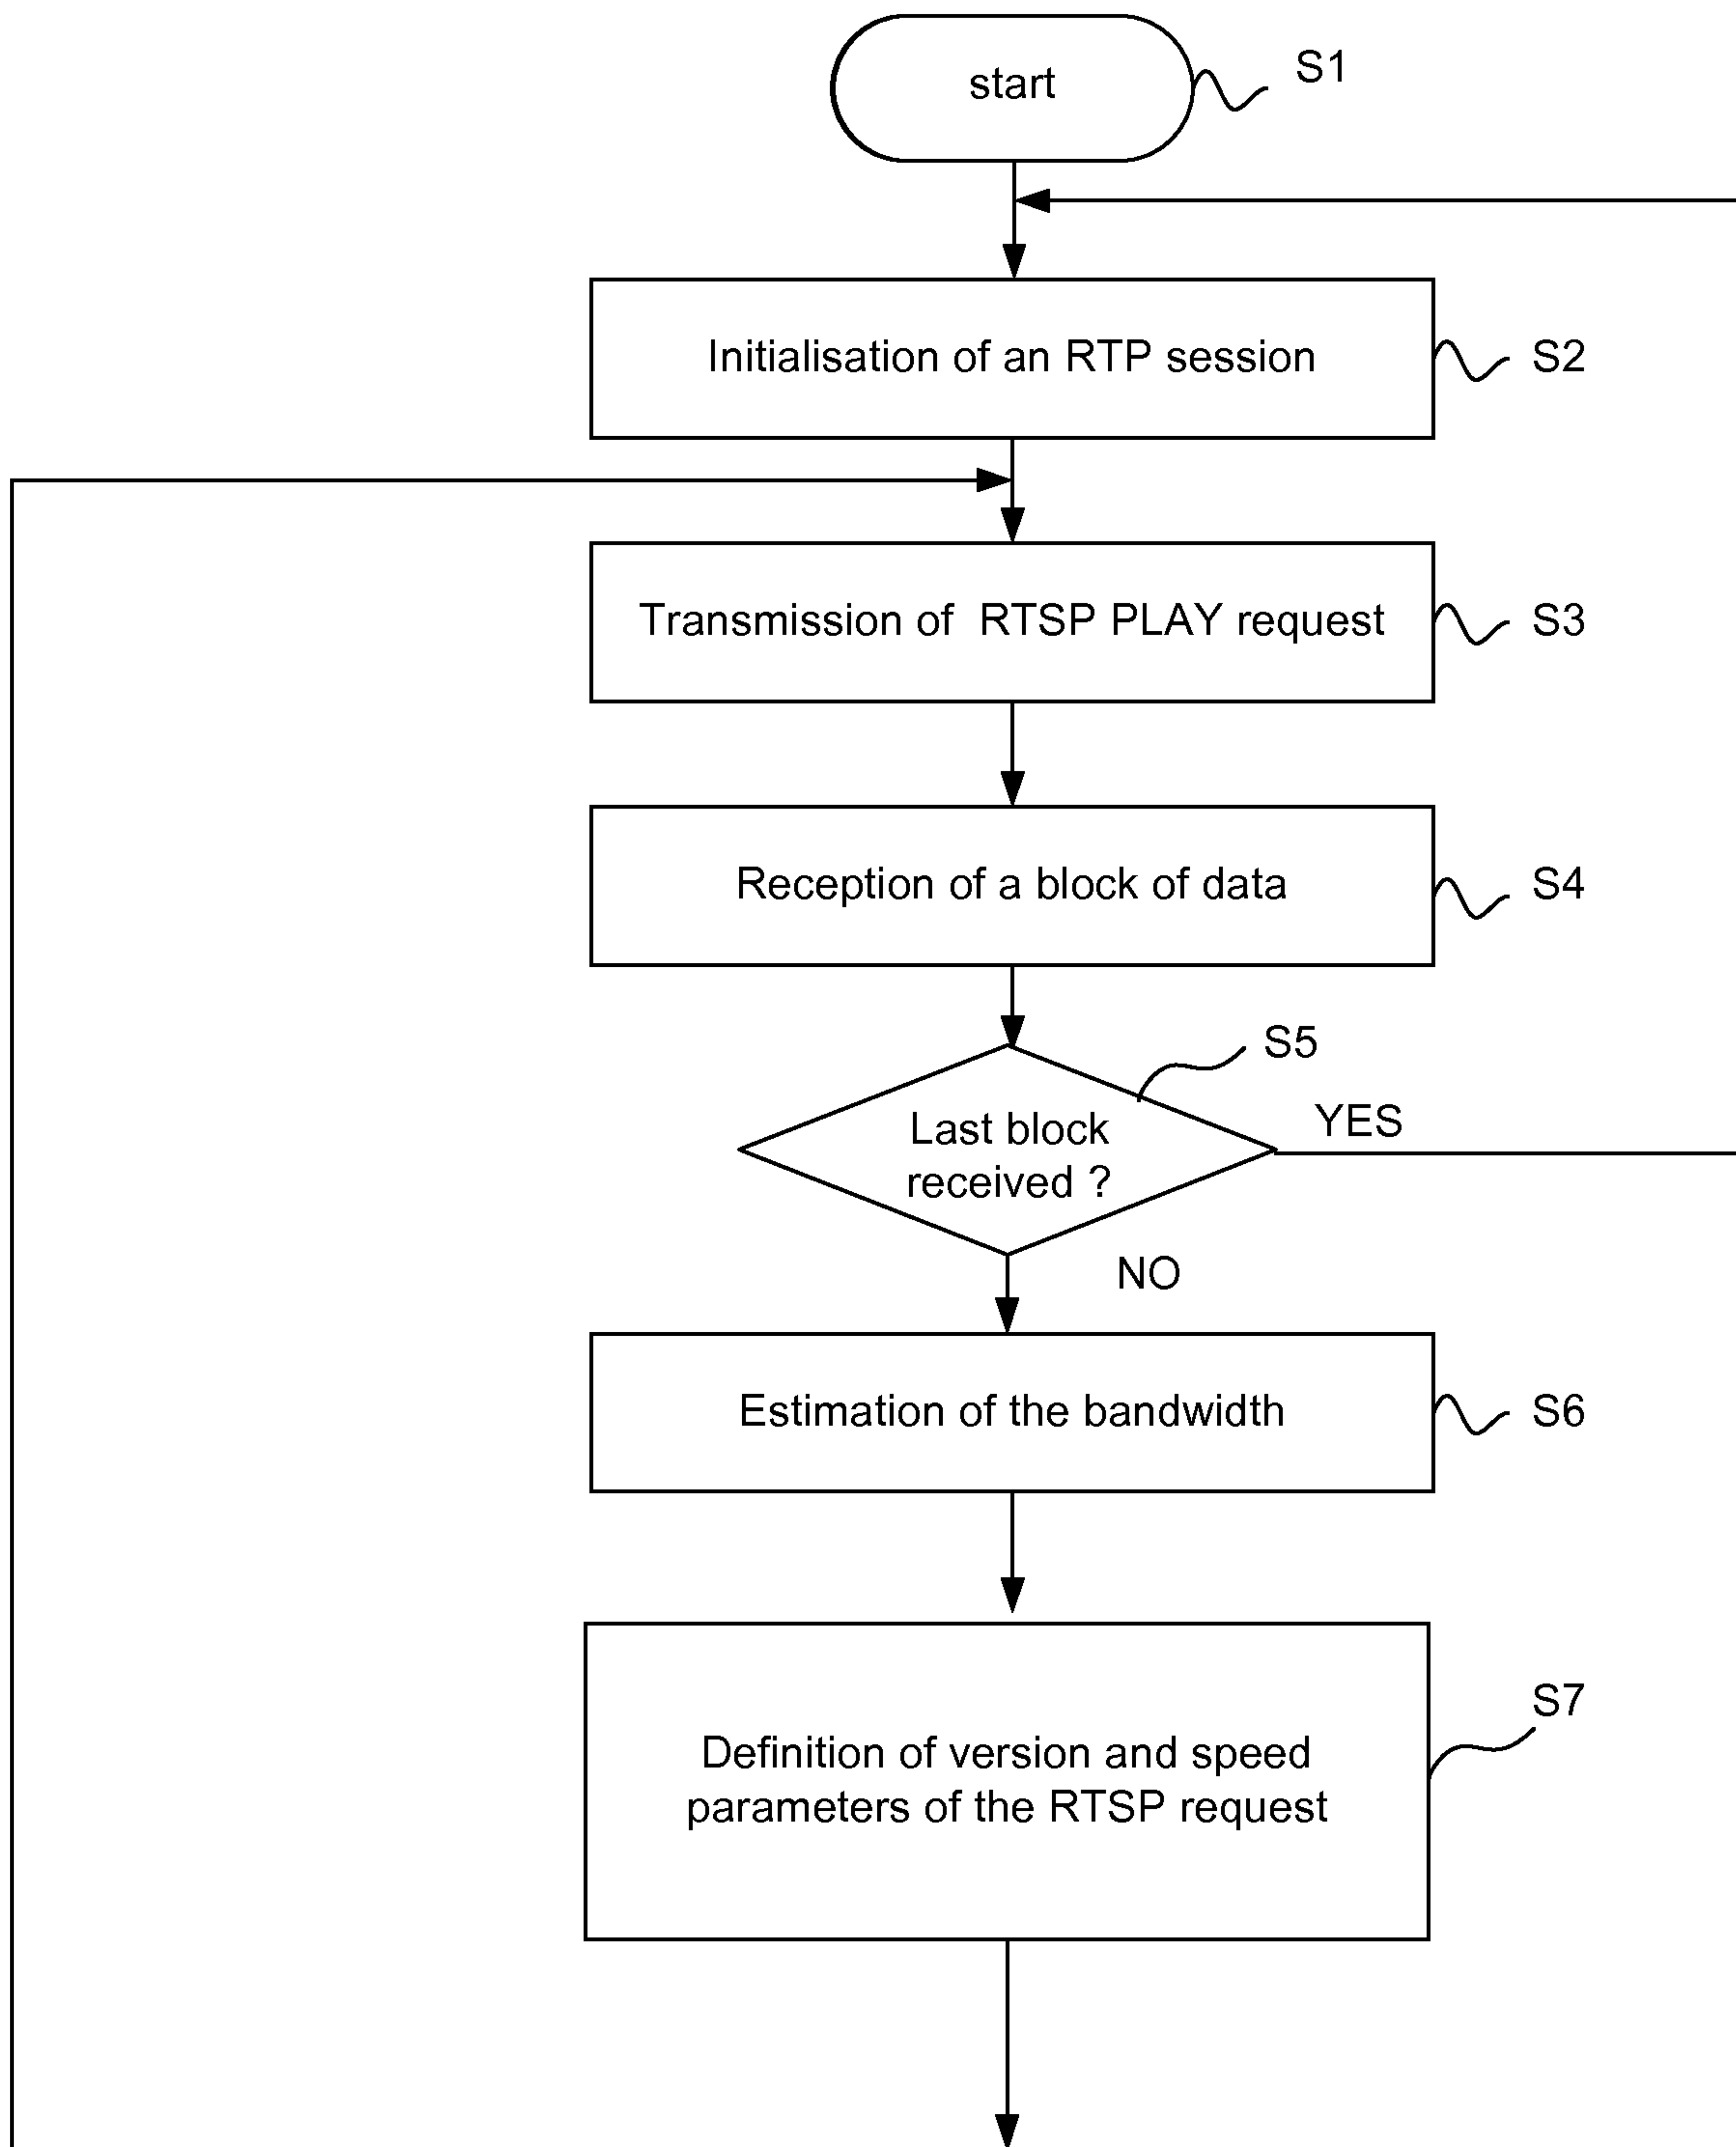 start
S1
Initialisation of an RTP session
S2
Transmission of RTSP PLAY request
S3
Reception of a block of data
S4
S5
Last block
received ?
YES
NO
Estimation of the bandwidth
S6
S7
Definition of version and speed
parameters of the RTSP request